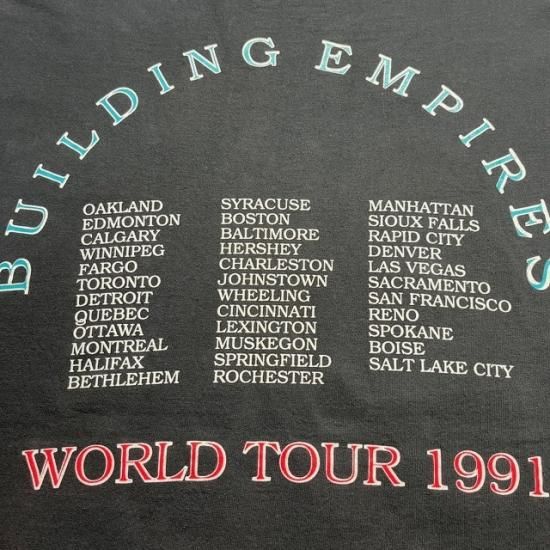 BUILDING EMPIRES
OAKLAND
EDMONTON
CALGARY
WINNIPEG
FARGO
TORONTO
DETROIT
QUEBEC
OTTAWA
MONTREAL
HALIFAX
BETHLEHEM
SYRACUSE
BOSTON
BALTIMORE
HERSHEY
CHARLESTON
JOHNSTOWN
WHEELING
CINCINNATI
LEXINGTON
MUSKEGON
SPRINGFIELD
ROCHESTER
MANHATTAN
SIOUX FALLS
RAPID CITY
DENVER
LAS VEGAS
SACRAMENTO
SAN FRANCISCO
RENO
SPOKANE
BOISE
SALT LAKE CITY
WORLD TOUR 1991